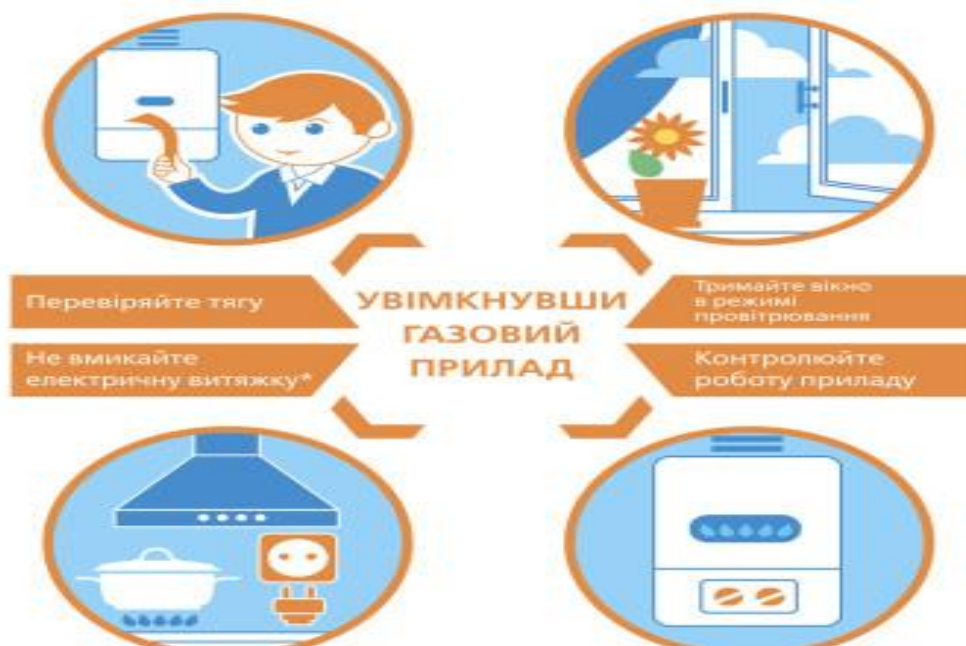 УВІМКНУВШИ
ГАЗОВИЙ
ПРИЛАД
Перевіряйте тягу
Тримайте вікно
в режимі
провітрювання
Не вмикайте
електричну витяжку*
Контролюйте
роботу приладу